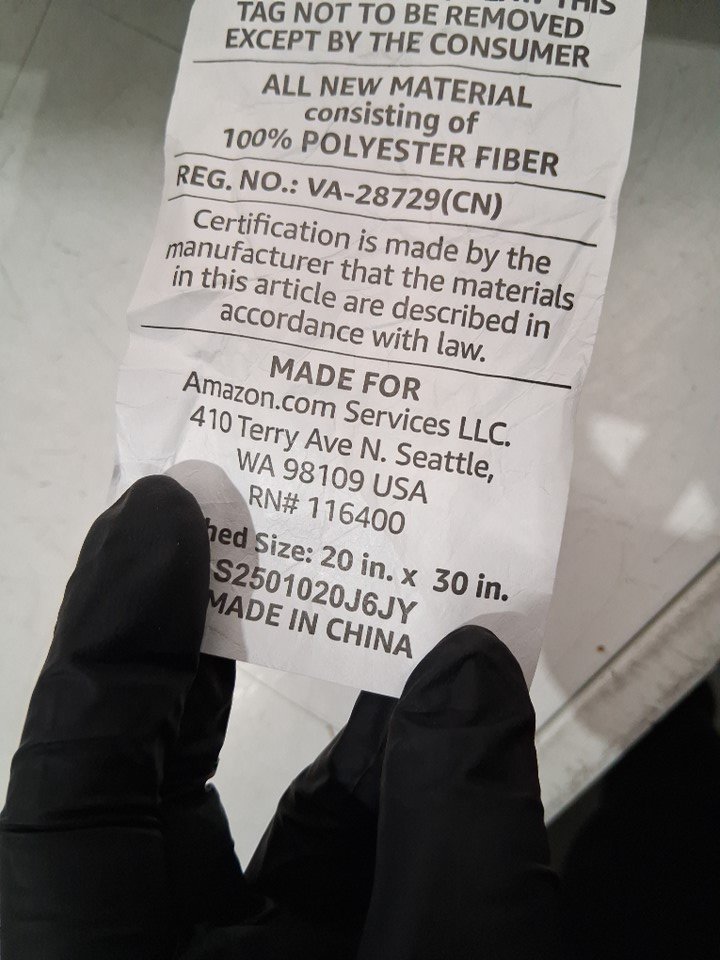 THIS
TAG NOT TO BE REMOVED
EXCEPT BY THE CONSUMER
ALL NEW MATERIAL
consisting of
100% POLYESTER FIBER
REG. NO.: VA-28729(CN)
Certification is made by the
manufacturer that the materials
in this article are described in
accordance with law.
MADE FOR
Amazon.com Services LLC.
410 Terry Ave N. Seattle,
WA 98109 USA
RN# 116400
Size: 20 in. x 30 in.
S2501020J6JY
MADE IN CHINA